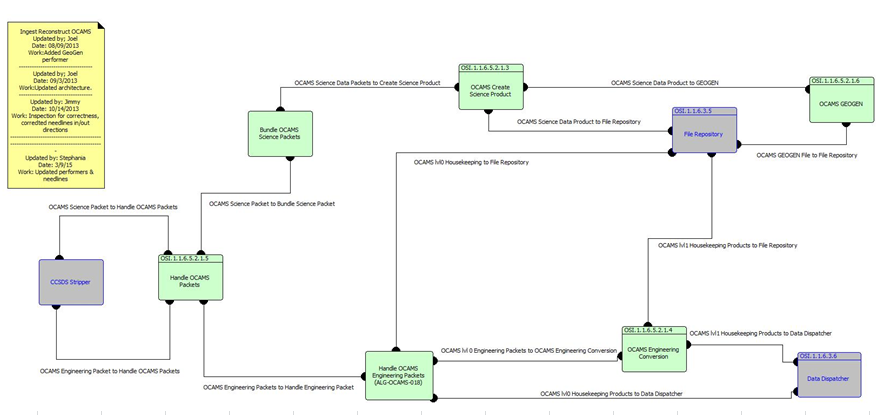 Ingest Reconstruct OCAMS
Updated by; Joel
Date: 08/09/2013
Work:Added GeoGen
performer
Updated by; Joel
Date: 09/3/2013
Work:Updated architecture.
Updated by: Jimmy
Date: 10/14/2013
Work: Inspection for correctness,
corredted needlines in/out
directions
Updated by: Stephania
Date: 3/9/15
Work: Updated performers &
needlines
OCAMS Science Data Packets to Create Science Product
OSI.1.1.6.5.2.1.3
OCAMS Create
Science Product
OCAMS Science Data Product to GEOGEN
OSI.1.1.6.5.2.1.6
OCAMS GEOGEN
Bundle OCAMS
Science Packets
OCAMS Science Data Product to File Repository
OSI.1.1.6.3.5
File Repository
OCAMS lvl0 Housekeeping to File Repository
OCAMS GEOGEN File to File Repository
OCAMS Science Packet to Handle OCAMS Packets
OCAMS Science Packet to Bundle Science Packet
OCAMS lvl1 Housekeeping Products to File Repository
CCSDS Stripper
OSI.1.1.6.5.2.1.5
Handle OCAMS
Packets
OCAMS Engineering Packet to Handle OCAMS Packets
OCAMS Engineering Packets to Handle Engineering Packet
Handle OCAMS
Engineering Packets
(ALG-OCAMS-018)
OCAMS lvl 0 Engineering Packets to OCAMS Engineering Conversion
OSI.1.1.6.5.2.1.4
OCAMS Engineering
Conversion
OCAMS lvl1 Housekeeping Products to Data Dispatcher
OSI.1.1.6.3.6
Data Dispatcher
OCAMS lvl0 Housekeeping Products to Data Dispatcher